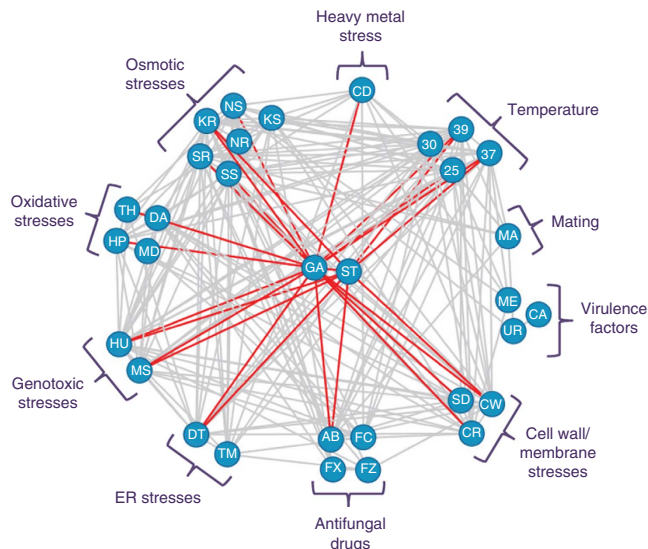 Heavy metal
stress
CD
Osmotic
stresses
NS
KR
KS
NR
SR
SS
Temperature
39
30
37
25
Oxidative
stresses
TH
DA
HP
MD
Mating
MA
GA
ST
Virulence
factors
ME
CA
UR
HU
MS
Genotoxic
stresses
SD
CW
CR
Cell wall/
membrane
stresses
DT
TM
ER stresses
AB
FC
FX
FZ
Antifungal
drugs